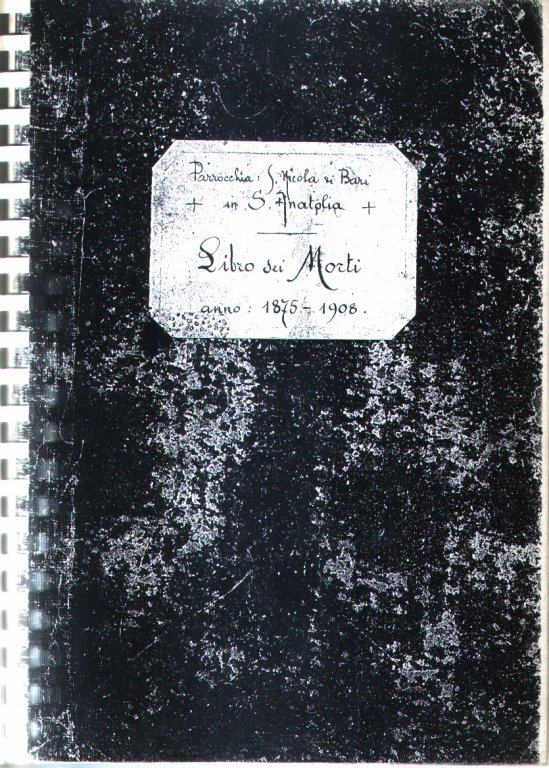 Parrocchia: S. Nicola di Bari
+ in S. Anatolia +
Libro dei Morti
anno: 1875 - 1908.